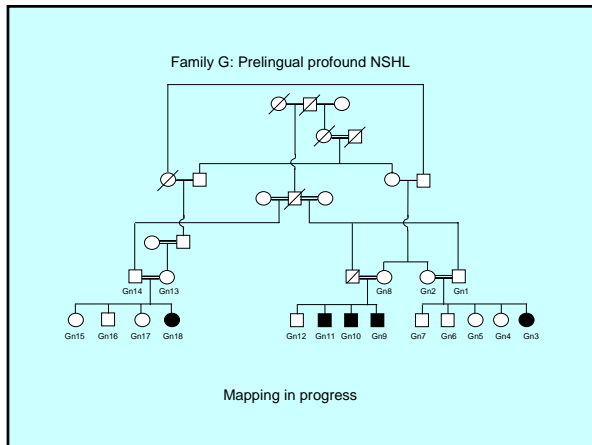 Family G: Prelingual profound NSHL
Gn14 Gn13 Gn8 Gn2 Gn1
Gn15 Gn16 Gn17 Gn18 Gn12 Gn11 Gn10 Gn9 Gn7 Gn6 Gn5 Gn4 Gn3
Mapping in progress